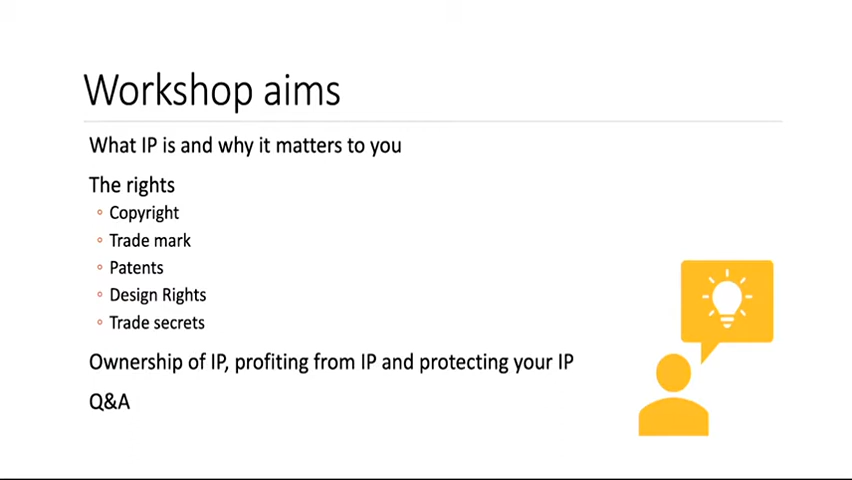 Workshop aims
What IP is and why it matters to you
The rights
◦ Copyright
◦ Trade mark
◦ Patents
◦ Design Rights
◦ Trade secrets
Ownership of IP, profiting from IP and protecting your IP
Q&A